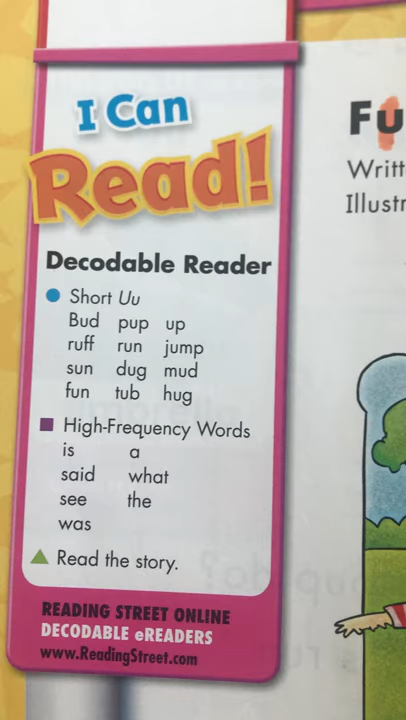 I Can
Read!
Decodable Reader
Short Uu
Bud pup up
ruff run jump
sun dug mud
fun tub hug
High-Frequency Words
is a
said what
see the
was
Read the story.
READING STREET ONLINE
DECODABLE eREADERS
www.ReadingStreet.com
Fu
Writt
Illustr